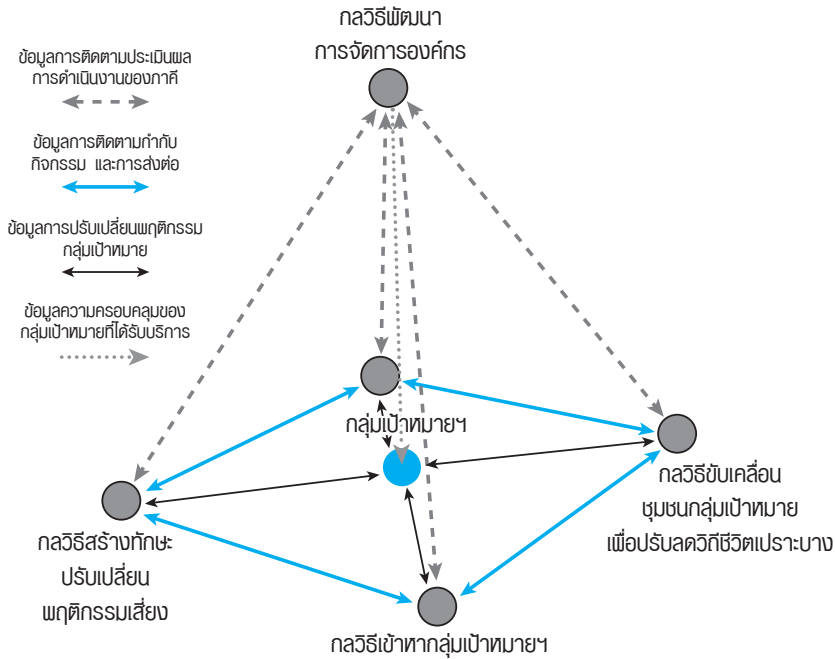 กลวิธีพัฒนา
การจัดการองค์กร
ข้อมูลการติดตามประเมินผล
การดำเนินงานของภาคี
ข้อมูลการติดตามกำกับ
กิจกรรม และการส่งต่อ
ข้อมูลการปรับเปลี่ยนพฤติกรรม
กลุ่มเป้าหมาย
ข้อมูลความครอบคลุมของ
กลุ่มเป้าหมายที่ได้รับบริการ
กลุ่มเป้าหมายฯ
กลวิธีขับเคลื่อน
ชุมชนกลุ่มเป้าหมาย
เพื่อปรับลดวิถีชีวิตเปราะบาง
กลวิธีสร้างทักษะ
ปรับเปลี่ยน
พฤติกรรมเสี่ยง
กลวิธีเข้าหากลุ่มเป้าหมายฯ